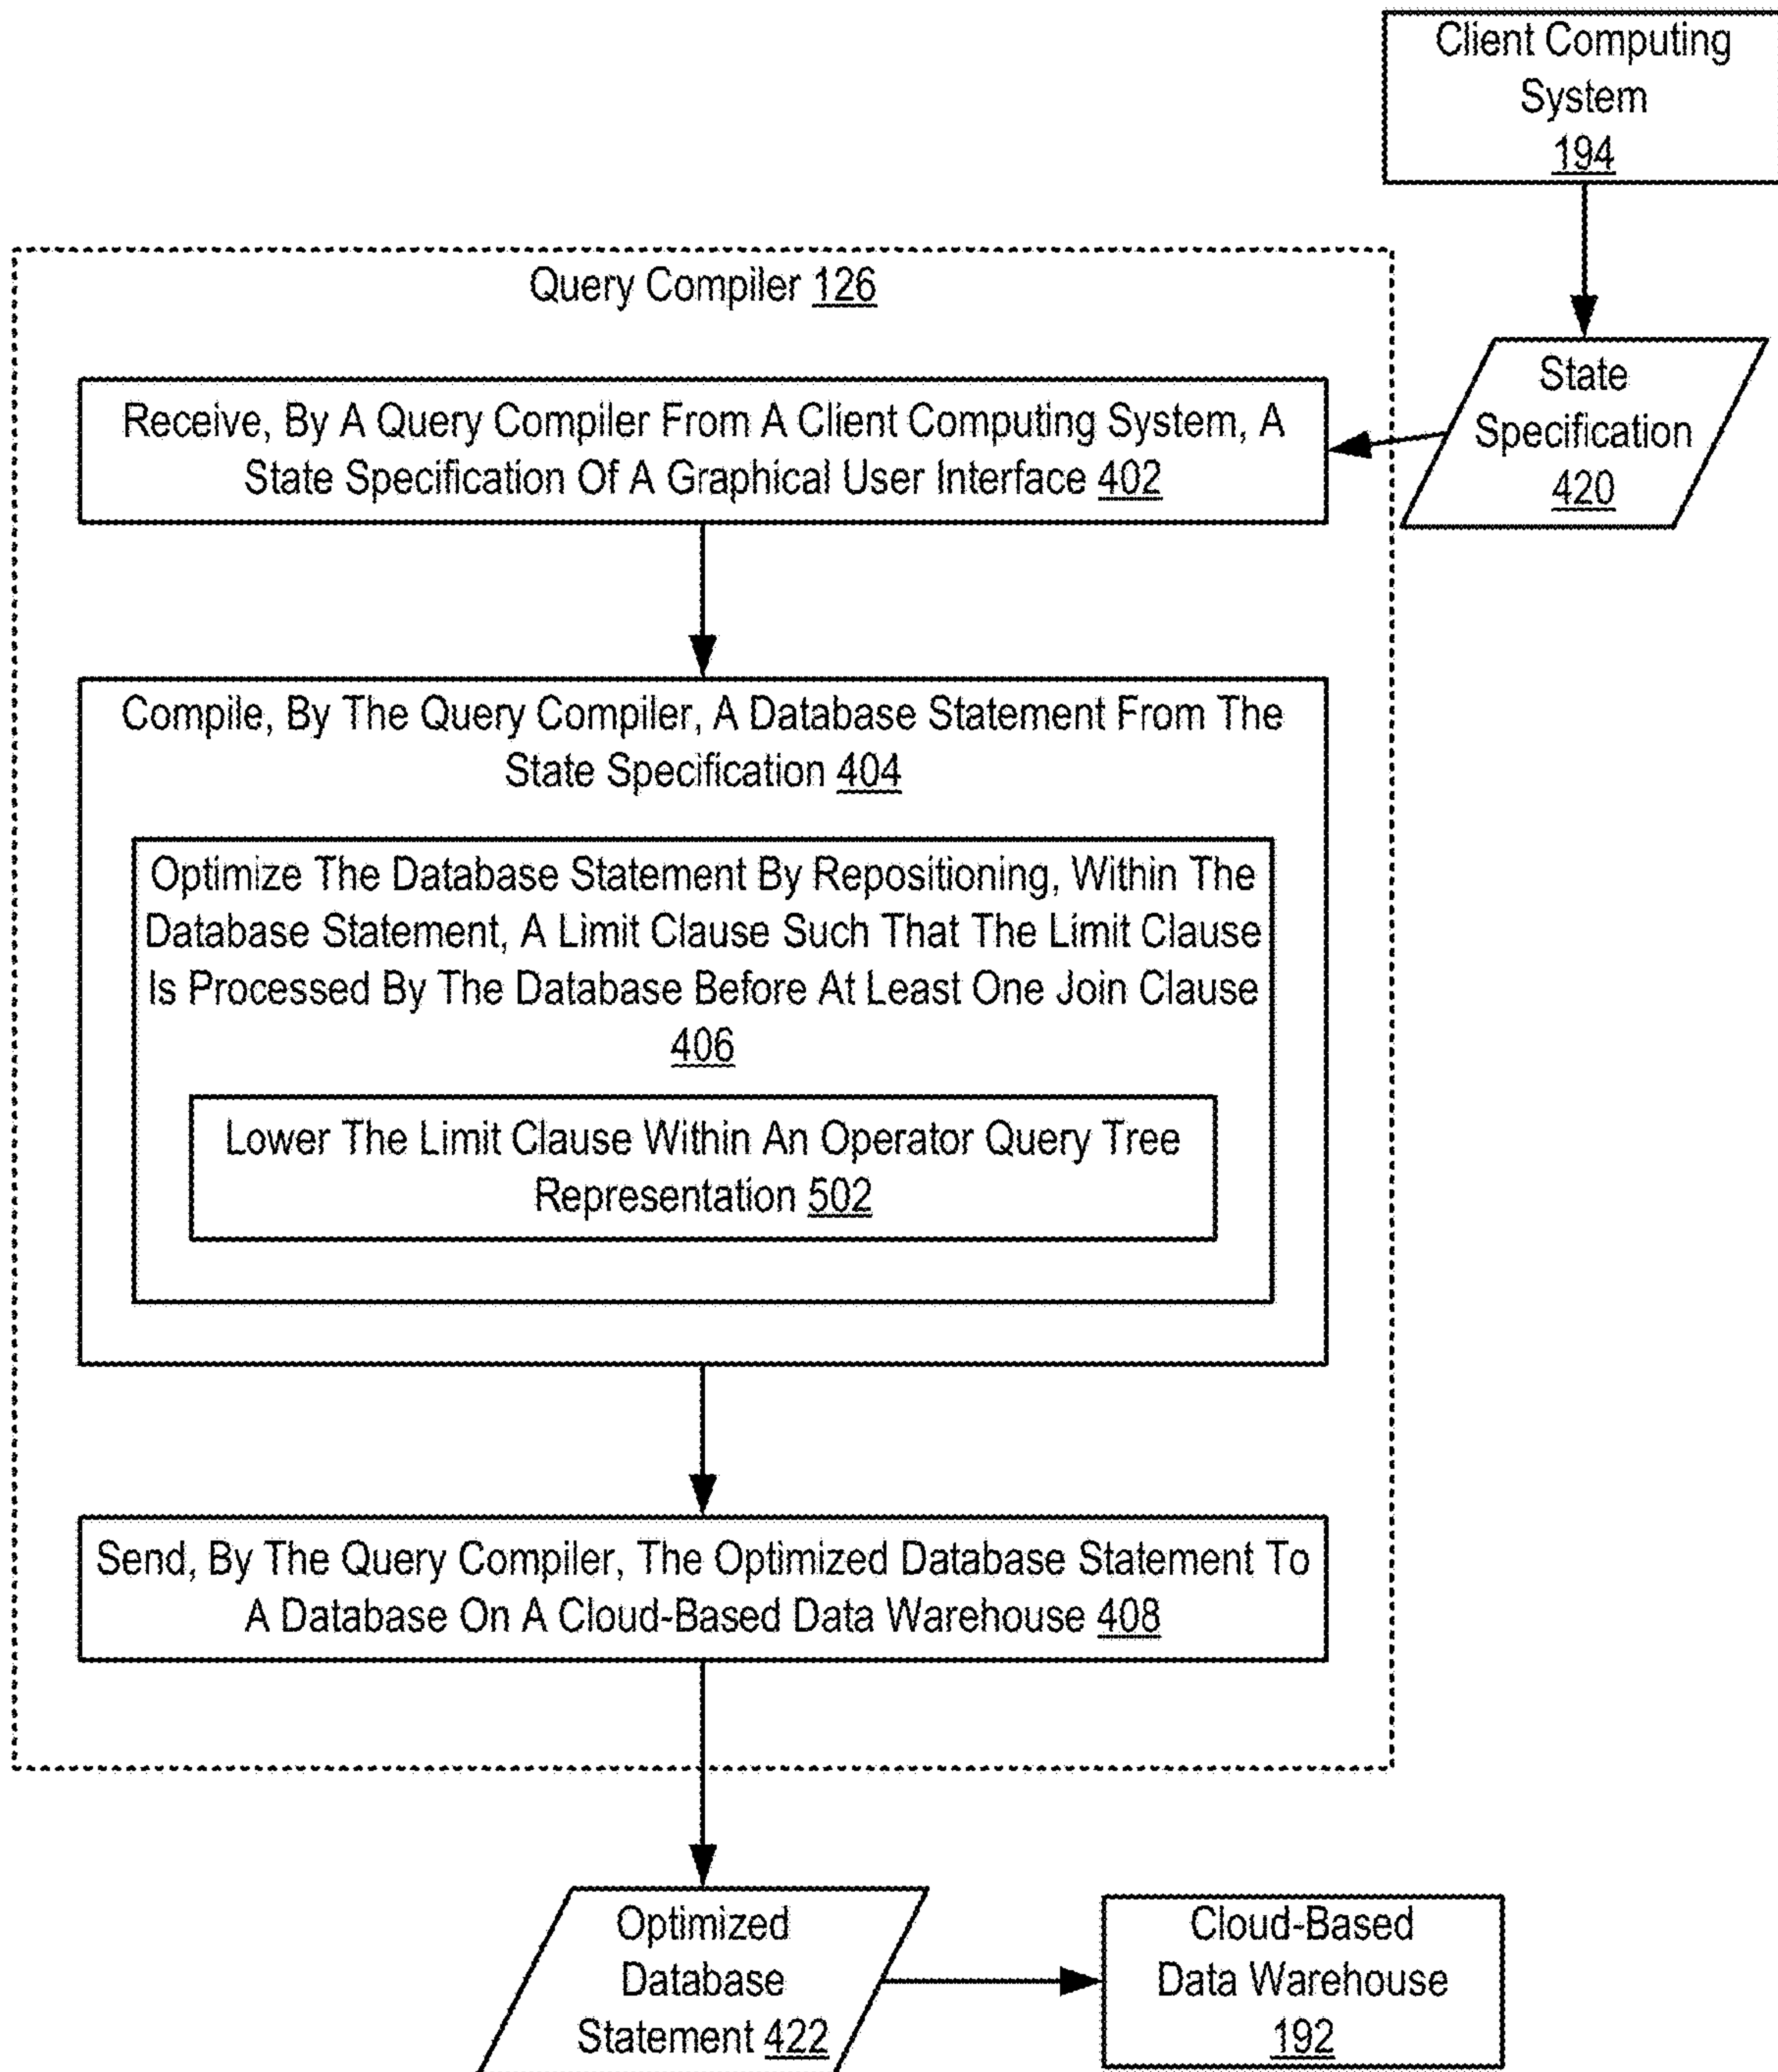 Client Computing
System
194
Query Compiler 126
Receive, By A Query Compiler From A Client Computing System, A
State Specification Of A Graphical User Interface 402
State
Specification
420
Compile, By The Query Compiler, A Database Statement From The
State Specification 404
Optimize The Database Statement By Repositioning, Within The
Database Statement, A Limit Clause Such That The Limit Clause
Is Processed By The Database Before At Least One Join Clause
406
Lower The Limit Clause Within An Operator Query Tree
Representation 502
Send, By The Query Compiler, The Optimized Database Statement To
A Database On A Cloud-Based Data Warehouse 408
Optimized
Database
Statement 422
Cloud-Based
Data Warehouse
192